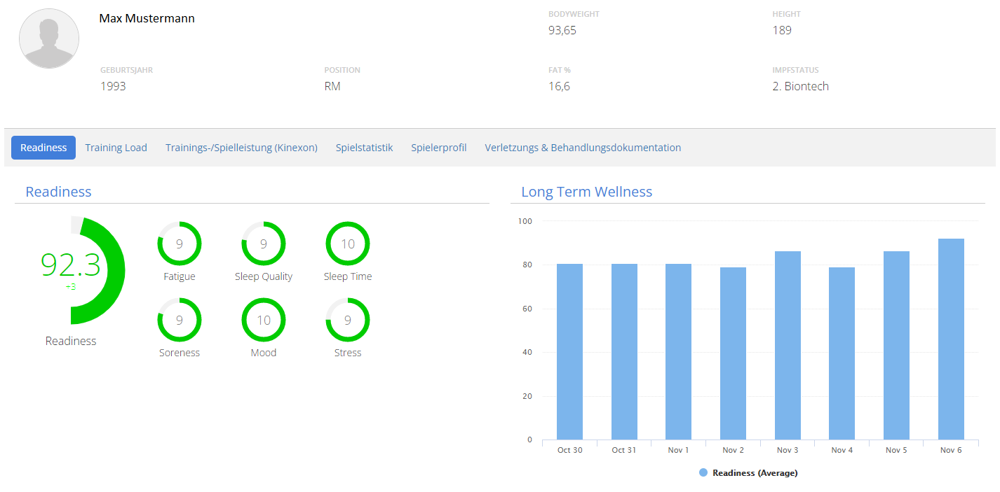 Max Mustermann
BODYWEIGHT
93,65
HEIGHT
189
GEBURTSJAHR
1993
POSITION
RM
FAT %
16,6
IMPFSTATUS
2. Biontech
Readiness Training Load Trainings-/Spielleistung (Kinexon) Spielstatistik Spielerprofil Verletzungs & Behandlungsdokumentation
Readiness
92.3
+3
Readiness
9
Fatigue
9
Sleep Quality
10
Sleep Time
9
Soreness
10
Mood
9
Stress
Long Term Wellness
100
80
60
40
20
0
Oct 30 Oct 31 Nov 1 Nov 2 Nov 3 Nov 4 Nov 5 Nov 6
Readiness (Average)